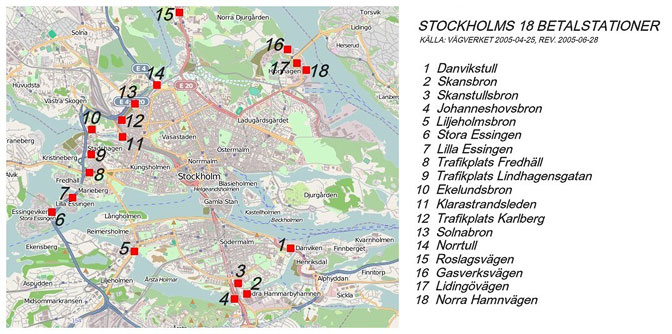 STOCKHOLMS 18 BETALSTATIONER
KÄLLA: VÄGVERKET 2005-04-25, REV. 2005-06-28
1 Danvikstull
2 Skansbron
3 Skanstullsbron
4 Johanneshovsbron
5 Liljeholmsbron
6 Stora Essingen
7 Lilla Essingen
8 Trafikplats Fredhäll
9 Trafikplats Lindhagensgatan
10 Ekelundsbron
11 Klarastrandsleden
12 Trafikplats Karlberg
13 Solnabron
14 Norrtull
15 Roslagsvägen
16 Gasverksvägen
17 Lidingövägen
18 Norra Hamnvägen
15
Norra Djurgården
Torsvik
Lidingö
Solna
16
Herserud
17
18
E 20
Huvudsta
14
Västra Skogen
13
12
Ladugårdsgärdet
10
Vasastaden
11
Stadshagen
Östermalm
Kristineberg
9
Kungsholmen
Norrmalm
Fredhäll
8
Stockholm
Blasieholmen
Djurgården
Marieberg
Skeppsholmen
7
Lilla Essingen
Gamla Stan
Essingeviken
Stora Essingen
6
Långholmen
Kastellholmen
Beckholmen
Reimersholme
Södermalm
1
Danviken
Kvarnholmen
Finnberget
Ekensberg
5
Henriksdal
Finntorp
Årsta Holmar
Alphyddan
Liljeholmen
3
2
Södra Hammarbyhamnen
Sickla
4
Midsommarkransen
Årstadal